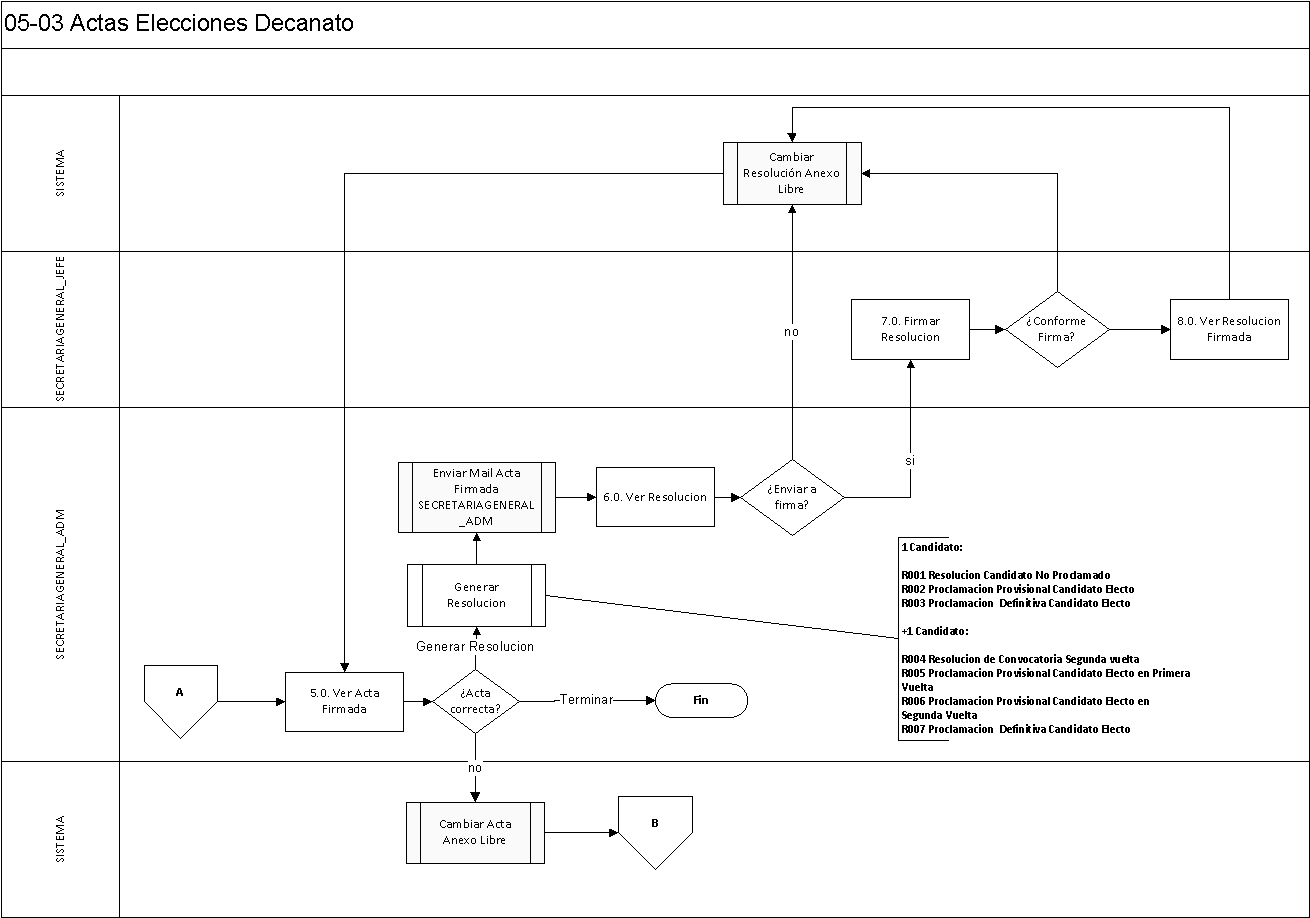 05-03 Actas Elecciones Decanato
SISTEMA
Cambiar
Resolución Anexo
Libre
SECRETARIAGENERAL_JEFE
no
7.0. Firmar
Resolucion
¿Conforme
Firma?
8.0. Ver Resolucion
Firmada
SECRETARIAGENERAL_ADM
Enviar Mail Acta
Firmada
SECRETARIAGENERAL
_ADM
6.0. Ver Resolucion
¿Enviar a
firma?
si
Generar
Resolucion
1 Candidato:
R001 Resolucion Candidato No Proclamado
R002 Proclamacion Provisional Candidato Electo
R003 Proclamacion Definitiva Candidato Electo
+1 Candidato:
R004 Resolucion de Convocatoria Segunda vuelta
R005 Proclamacion Provisional Candidato Electo en Primera
Vuelta
R006 Proclamacion Provisional Candidato Electo en
Segunda Vuelta
R007 Proclamacion Definitiva Candidato Electo
Generar Resolucion
A
5.0. Ver Acta
Firmada
¿Acta
correcta?
Terminar
Fin
no
SISTEMA
Cambiar Acta
Anexo Libre
B